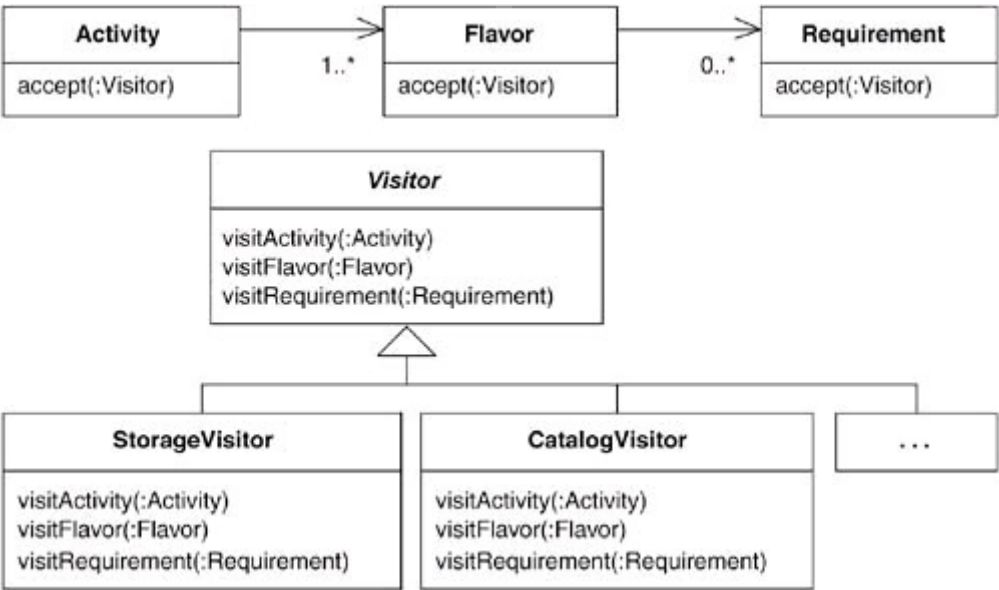 Activity
accept(:Visitor)
1..*
Flavor
accept(:Visitor)
0..*
Requirement
accept(:Visitor)
Visitor
visitActivity(:Activity)
visitFlavor(:Flavor)
visitRequirement(:Requirement)
StorageVisitor
visitActivity(:Activity)
visitFlavor(:Flavor)
visitRequirement(:Requirement)
CatalogVisitor
visitActivity(:Activity)
visitFlavor(:Flavor)
visitRequirement(:Requirement)
...